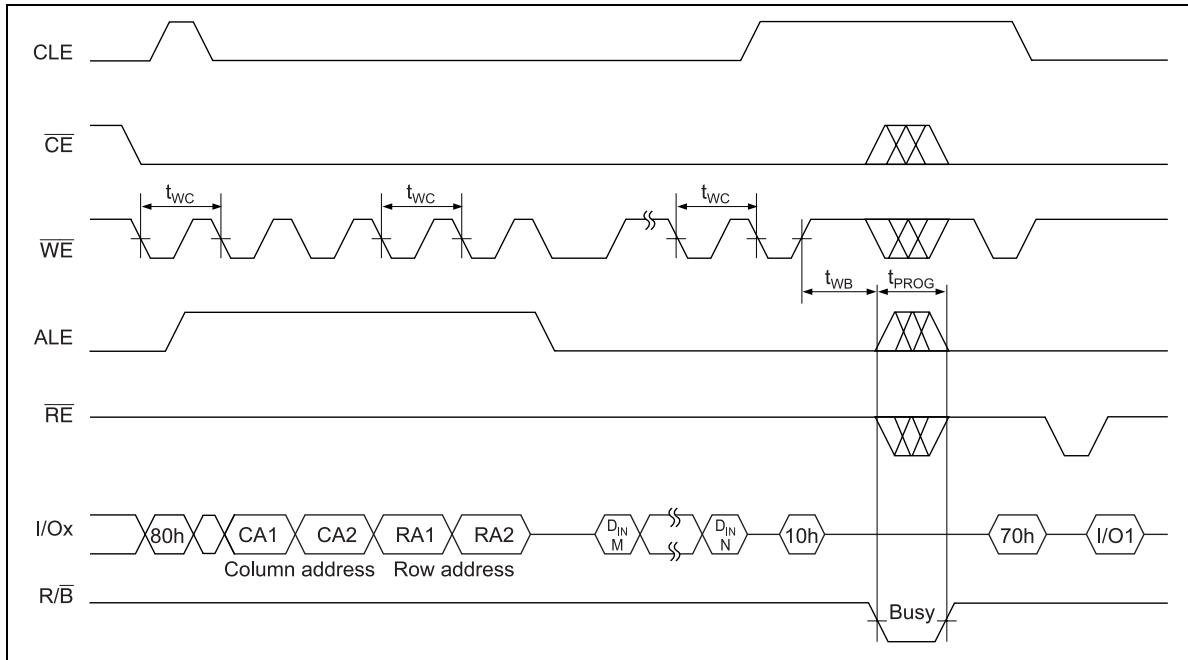 CLE
CE
tWC tWC tWC
WE
tWB tPROG
ALE
RE
I/Ox 80h CA1 CA2 RA1 RA2 DIN M DIN N 10h 70h I/O1
Column address Row address
R/B Busy